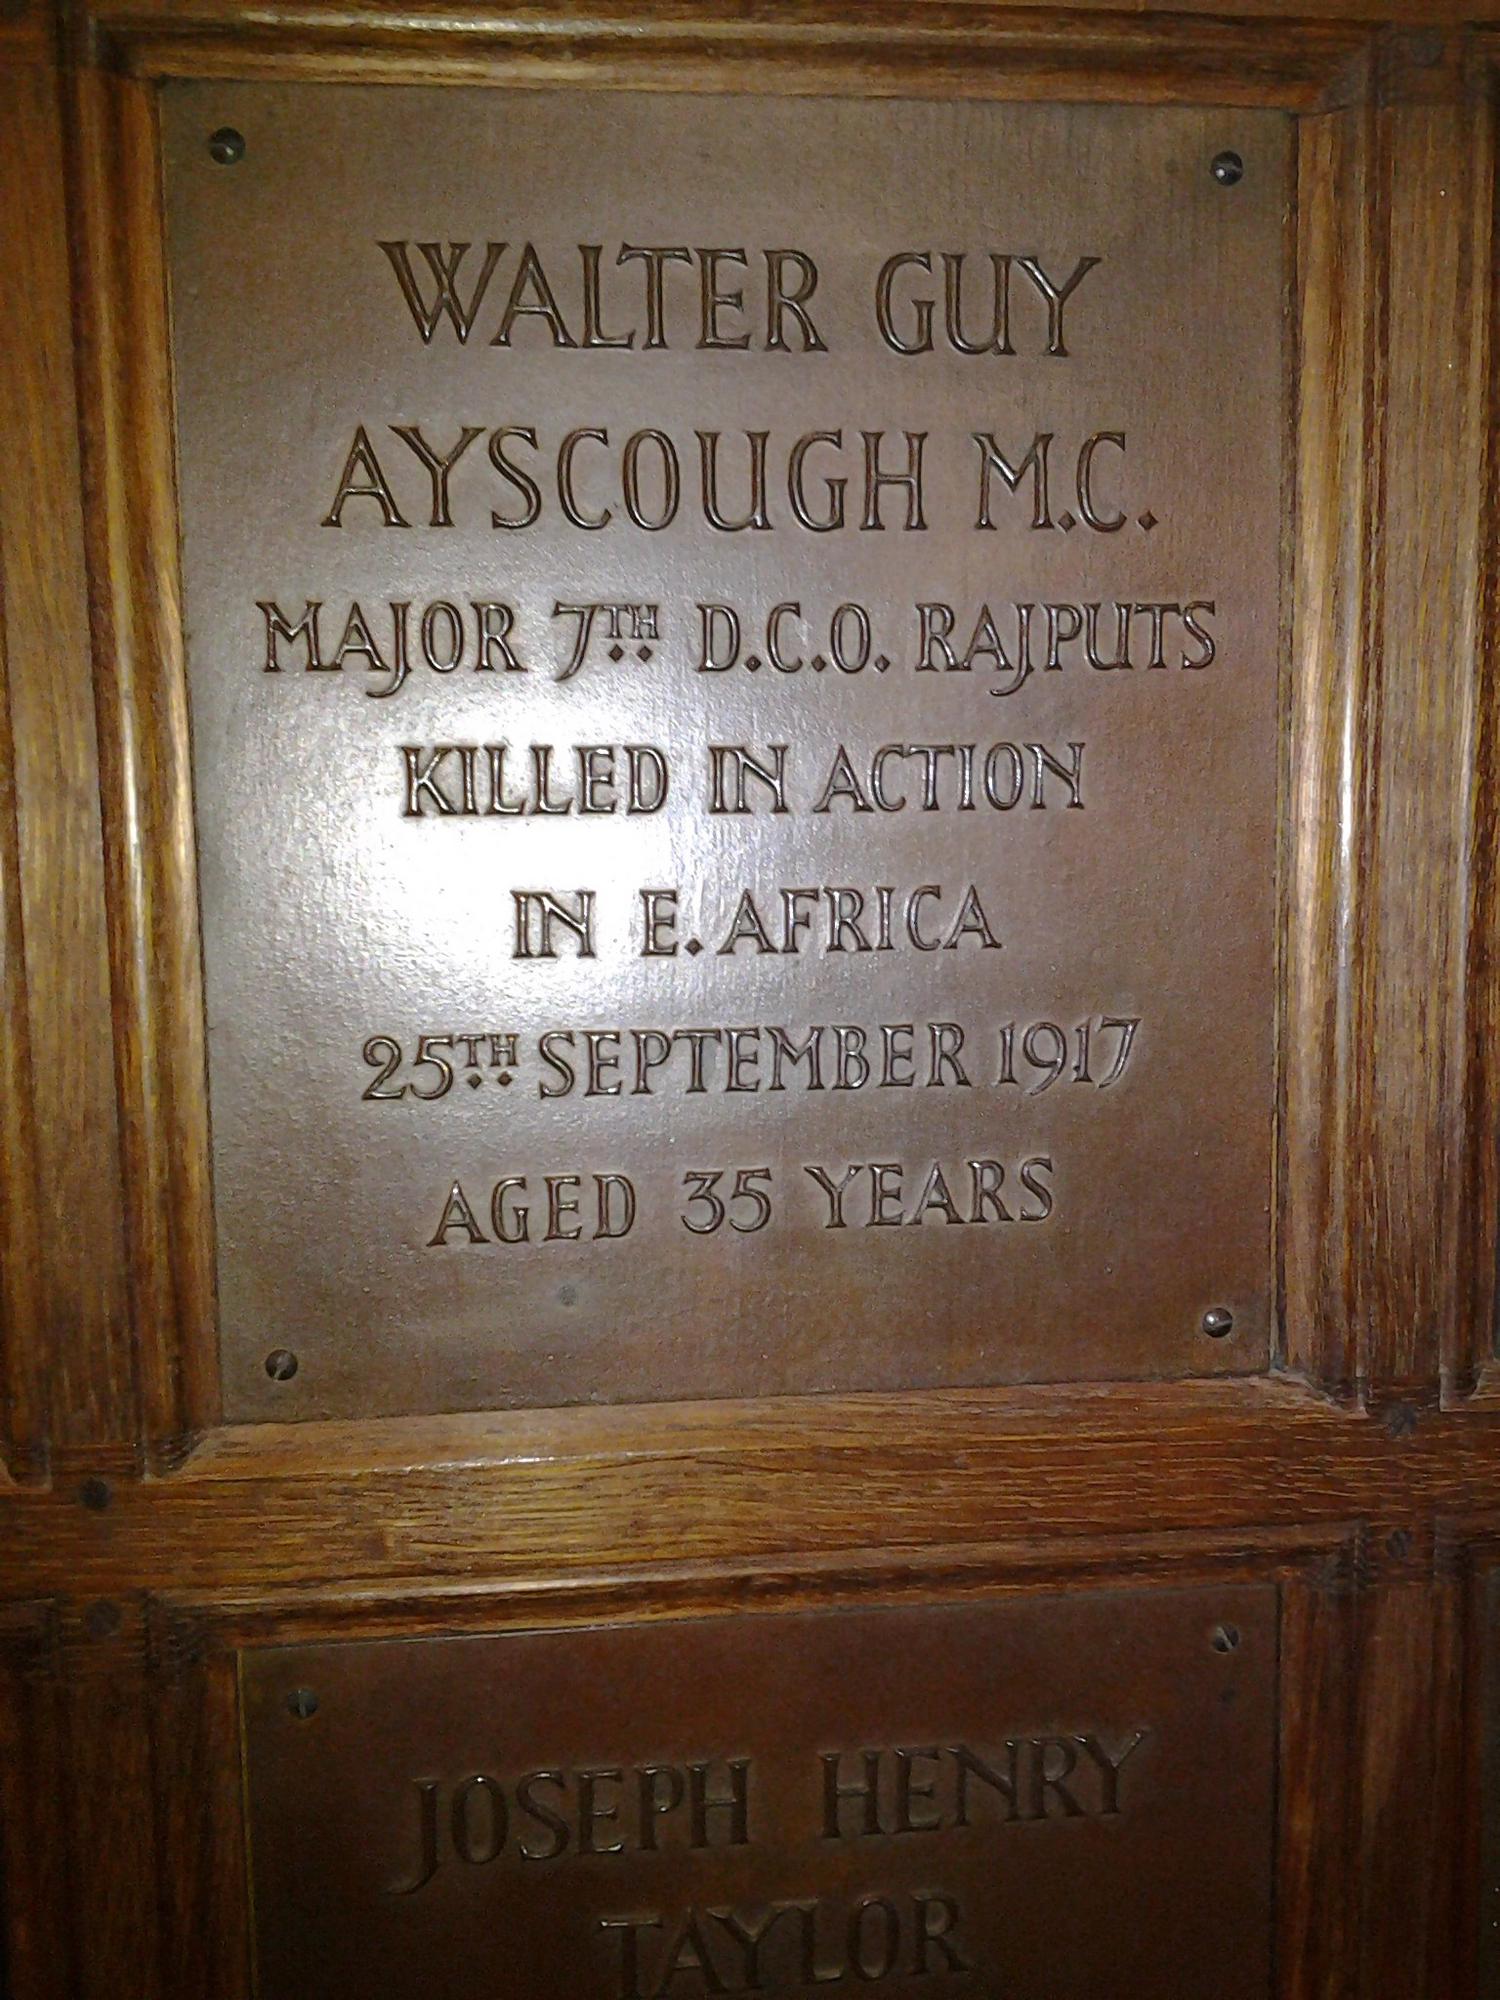 WALTER GUY
AYSCOUGH M.C.
MAJOR 7TH D.C.O. RAJPUTS
KILLED IN ACTION
IN E. AFRICA
25TH SEPTEMBER 1917
AGED 35 YEARS
JOSEPH HENRY
TAYLOR